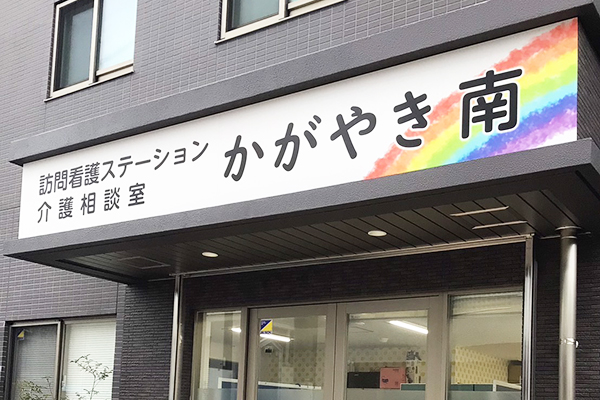 訪問看護ステーション
介護相談室
かがやき南